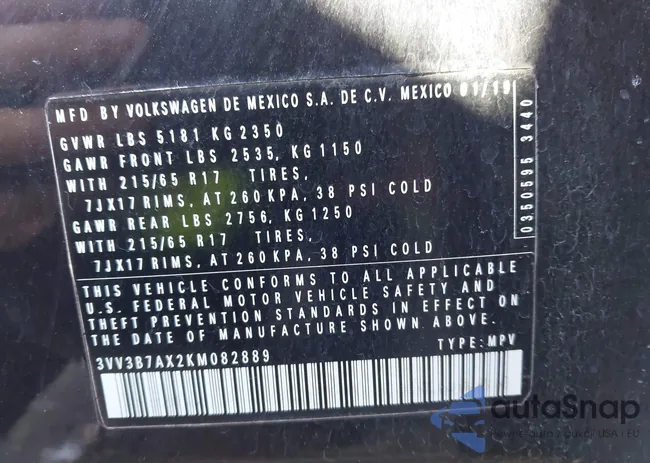 MFD BY VOLKSWAGEN DE MEXICO S.A. DE C.V. MEXICO 01/19
GVWR LBS 5181 KG 2350
GAWR FRONT LBS 2535, KG 1150
WITH 215/65 R17 TIRES,
7JX17 RIMS, AT 260 KPA, 38 PSI COLD
GAWR REAR LBS 2756, KG 1250
WITH 215/65 R17 TIRES,
7JX17 RIMS, AT 260 KPA, 38 PSI COLD
THIS VEHICLE CONFORMS TO ALL APPLICABLE
U.S. FEDERAL MOTOR VEHICLE SAFETY AND
THEFT PREVENTION STANDARDS IN EFFECT ON
THE DATE OF MANUFACTURE SHOWN ABOVE.
3VV3B7AX2KM082889 TYPE: MPV
0350595 3440
autoSnap
USA - EU